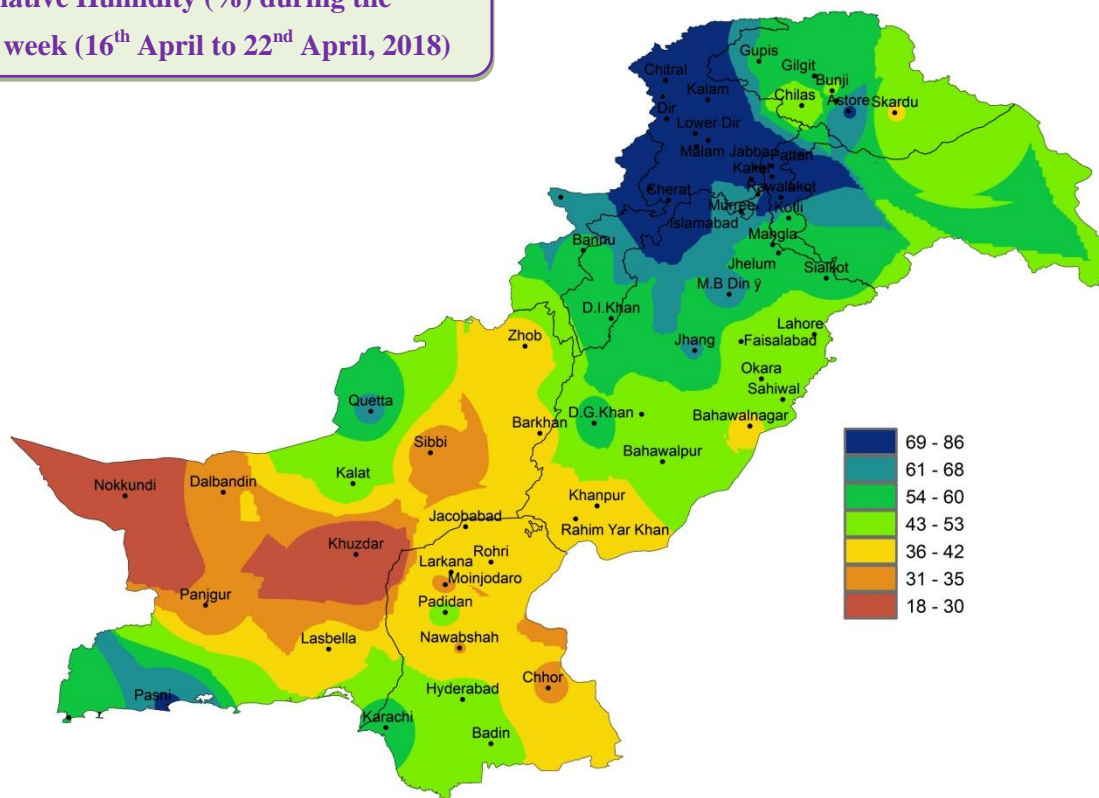 ative Humidity (%) during the
week (16th April to 22nd April, 2018)
Gupis
Gilgit
Chitral
Bunji
Kalam
Chilas
Astore
Skardu
Dir
Lower Dir
Malam Jabbar
Pattan
Kakul
Cherat
Rawalakot
Murree
Kotli
Islamabad
Bannu
Mangla
Jhelum
Sialkot
M.B Din ÿ
D.I.Khan
Lahore
Zhob
Jhang
Faisalabad
Okara
Sahiwal
Quetta
D.G.Khan
Bahawalnagar
Barkhan
Sibbi
Bahawalpur
Kalat
Nokkundi
Dalbandin
Khanpur
Jacobabad
Rahim Yar Khan
Khuzdar
Rohri
Larkana
Moinjodaro
Panjgur
Padidan
Lasbella
Nawabshah
Chhor
Pasni
Hyderabad
Karachi
Badin
69 - 86
61 - 68
54 - 60
43 - 53
36 - 42
31 - 35
18 - 30